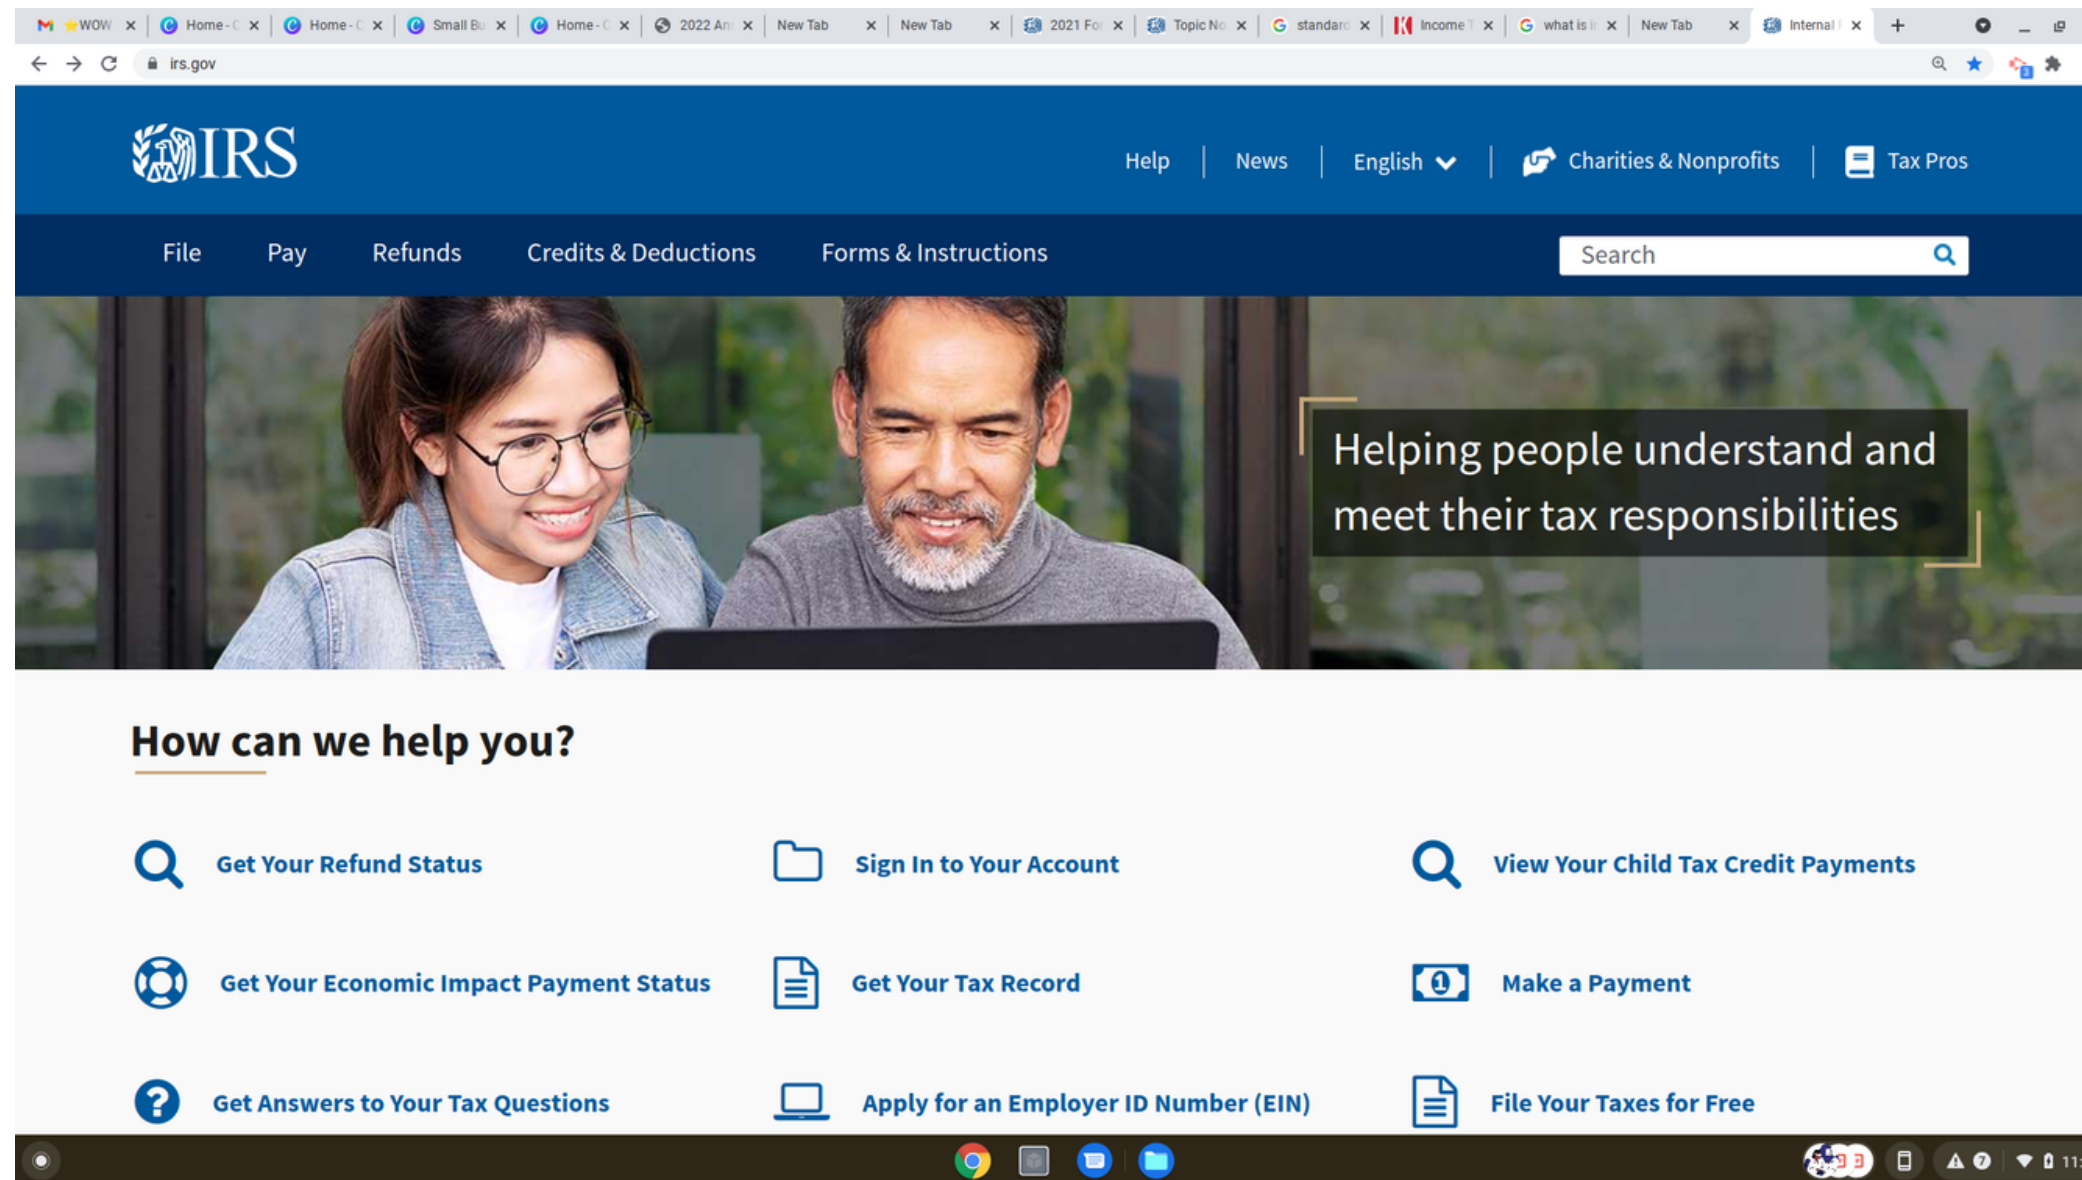 WOW Home - C Home - C Small Bu Home - C 2022 An New Tab New Tab 2021 For Topic No standard Income T what is i New Tab Internal
irs.gov
3
IRS
Help News English Charities & Nonprofits Tax Pros
File Pay Refunds Credits & Deductions Forms & Instructions Search
Helping people understand and
meet their tax responsibilities
How can we help you?
Get Your Refund Status Sign In to Your Account View Your Child Tax Credit Payments
Get Your Economic Impact Payment Status Get Your Tax Record Make a Payment
Get Answers to Your Tax Questions Apply for an Employer ID Number (EIN) File Your Taxes for Free
7 11: